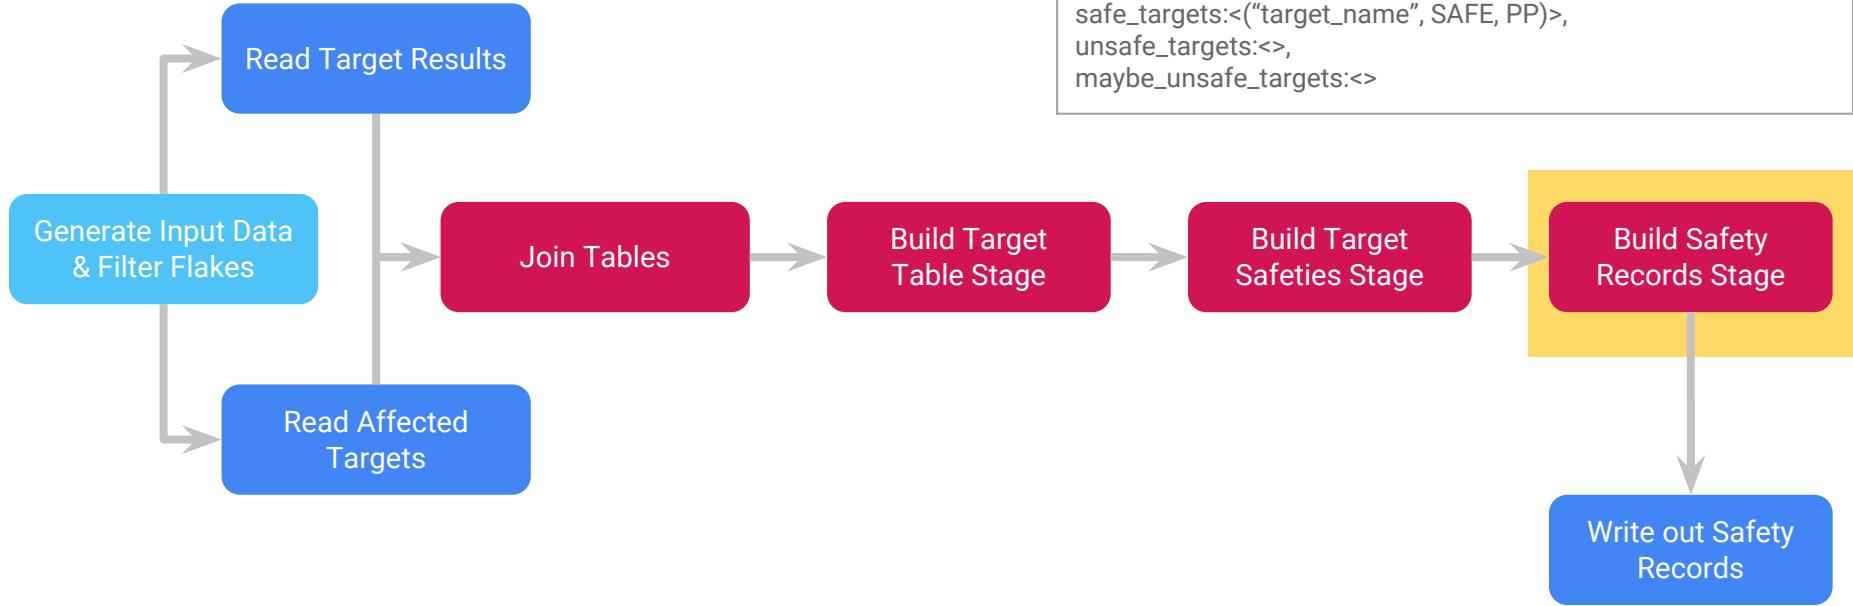 safe_targets:<(“target_name”, SAFE, PP)>,
unsafe_targets:<>,
maybe_unsafe_targets:<>
Read Target Results
Generate Input Data
& Filter Flakes
Join Tables
Build Target
Table Stage
Build Target
Safeties Stage
Build Safety
Records Stage
Read Affected
Targets
Write out Safety
Records